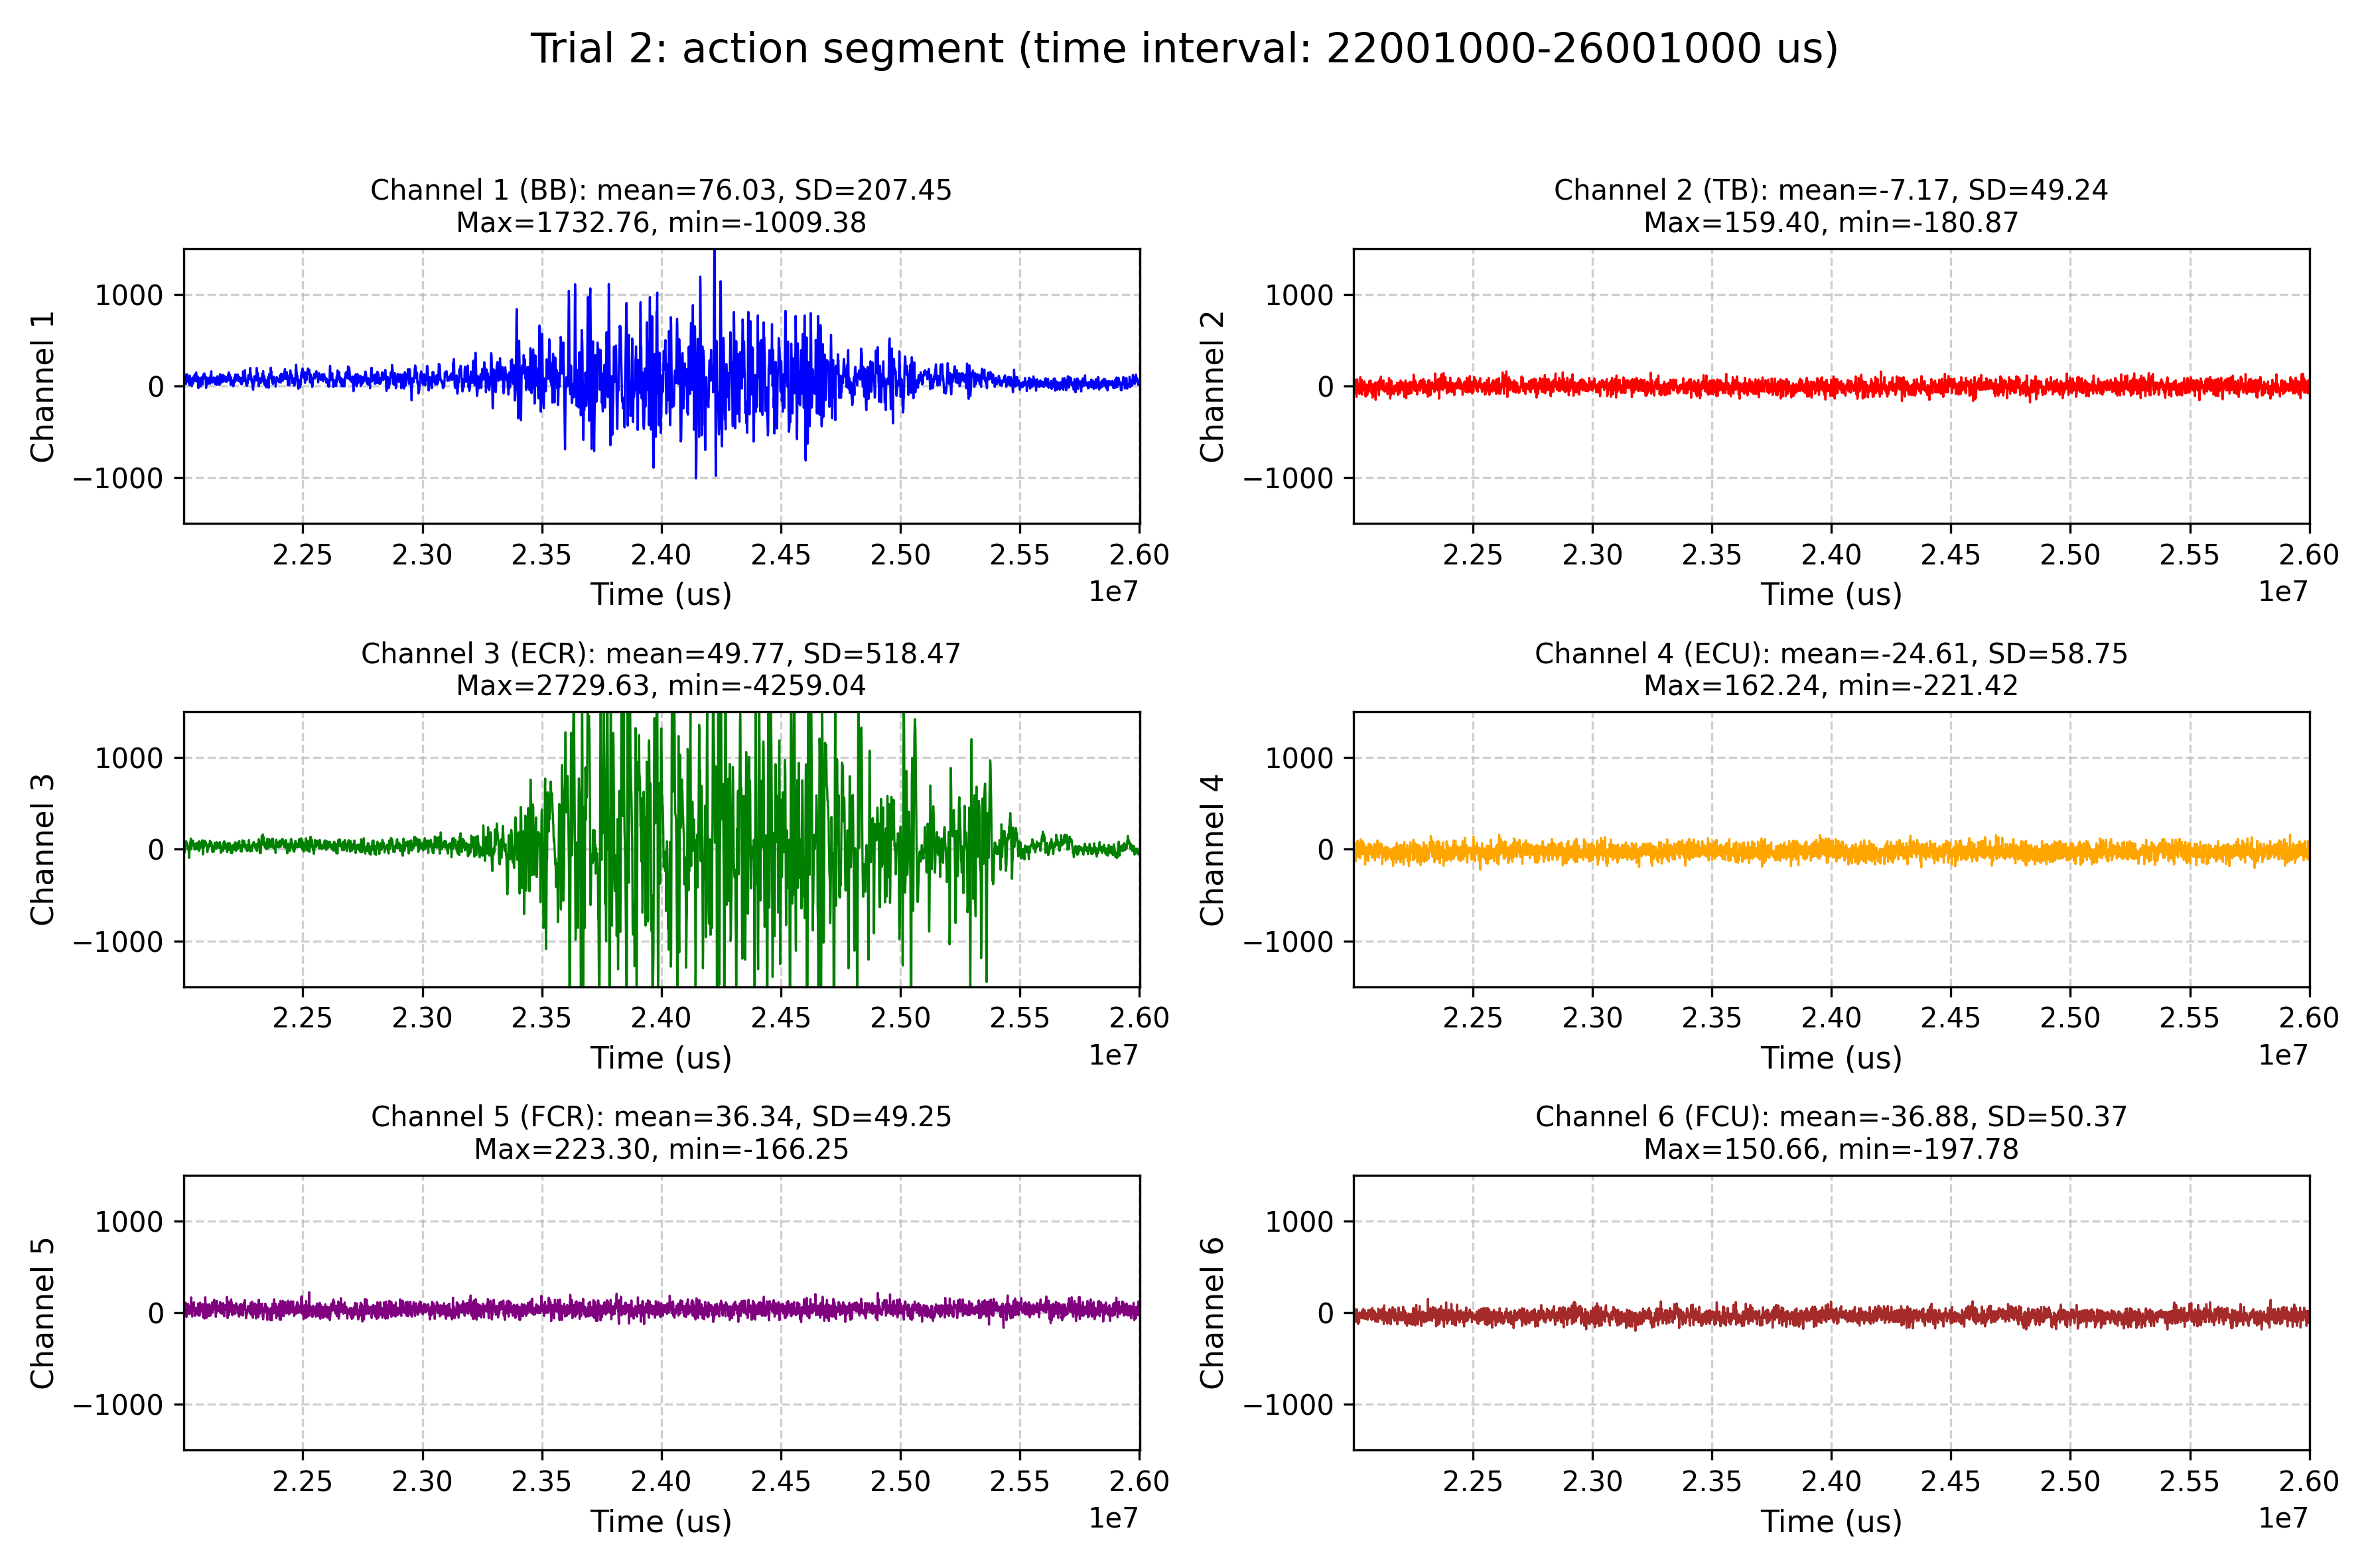 Trial 2: action segment (time interval: 22001000-26001000 us)
Channel 1 (BB): mean=76.03, SD=207.45
Max=1732.76, min=-1009.38
Channel 1
1000
0
−1000
2.25 2.30 2.35 2.40 2.45 2.50 2.55 2.60
Time (us)
1e7
Channel 2 (TB): mean=-7.17, SD=49.24
Max=159.40, min=-180.87
Channel 2
1000
0
−1000
2.25 2.30 2.35 2.40 2.45 2.50 2.55 2.60
Time (us)
1e7
Channel 3 (ECR): mean=49.77, SD=518.47
Max=2729.63, min=-4259.04
Channel 3
1000
0
−1000
2.25 2.30 2.35 2.40 2.45 2.50 2.55 2.60
Time (us)
1e7
Channel 4 (ECU): mean=-24.61, SD=58.75
Max=162.24, min=-221.42
Channel 4
1000
0
−1000
2.25 2.30 2.35 2.40 2.45 2.50 2.55 2.60
Time (us)
1e7
Channel 5 (FCR): mean=36.34, SD=49.25
Max=223.30, min=-166.25
Channel 5
1000
0
−1000
2.25 2.30 2.35 2.40 2.45 2.50 2.55 2.60
Time (us)
1e7
Channel 6 (FCU): mean=-36.88, SD=50.37
Max=150.66, min=-197.78
Channel 6
1000
0
−1000
2.25 2.30 2.35 2.40 2.45 2.50 2.55 2.60
Time (us)
1e7